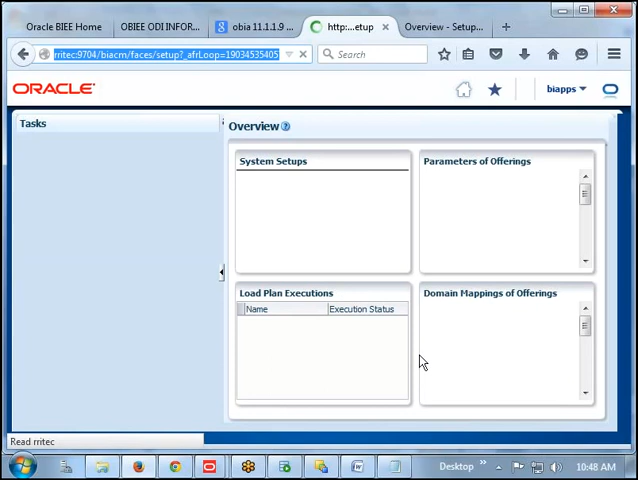 Oracle BIEE Home
OBIEE ODI INFOR...
obia 11.1.1.9 ...
http:...etup
Overview - Setup...
rritec:9704/biacm/faces/setup?_afrLoop=19034535405
Search
ORACLE
biapps
Tasks
Overview
System Setups
Parameters of Offerings
Load Plan Executions
Domain Mappings of Offerings
Name
Execution Status
Read rritec
Desktop
10:48 AM